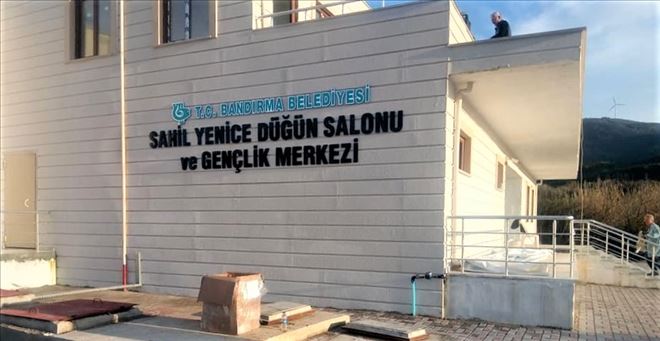 T.C. BANDIRMA BELEDİYESİ
SAHİL YENİCE DÜĞÜN SALONU
ve GENÇLİK MERKEZİ